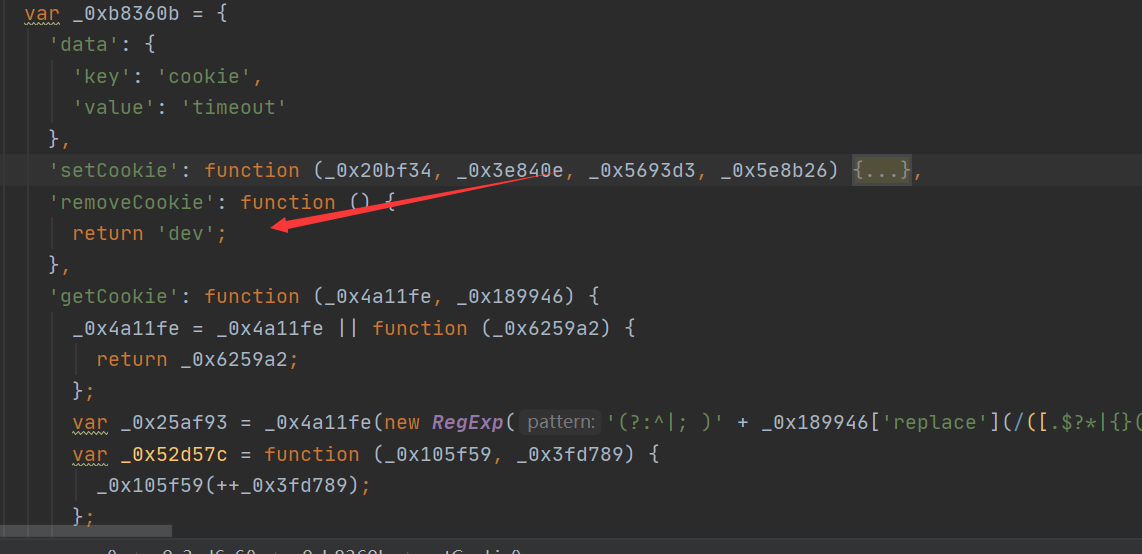 var _0xb8360b = {
'data': {
'key': 'cookie',
'value': 'timeout'
},
'setCookie': function (_0x20bf34, _0x3e840e, _0x5693d3, _0x5e8b26) {...},
'removeCookie': function () {
return 'dev';
},
'getCookie': function (_0x4a11fe, _0x189946) {
_0x4a11fe = _0x4a11fe || function (_0x6259a2) {
return _0x6259a2;
};
var _0x25af93 = _0x4a11fe(new RegExp( pattern: '(?:^|; )' + _0x189946['replace'](/([.$?*|{}(
var _0x52d57c = function (_0x105f59, _0x3fd789) {
_0x105f59(++_0x3fd789);
};